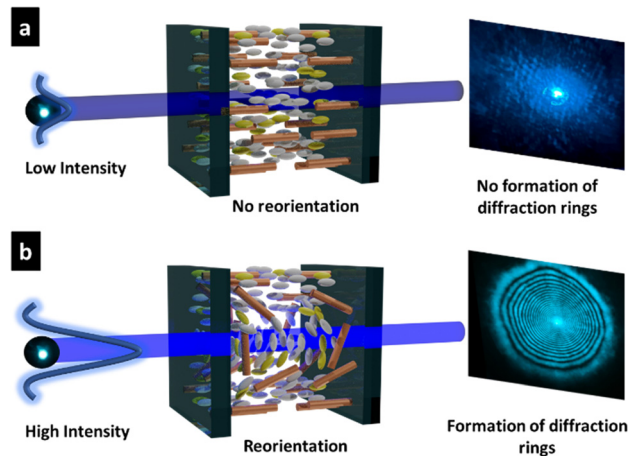 a
Low Intensity
No reorientation
No formation of
diffraction rings
b
High Intensity
Reorientation
Formation of diffraction
rings